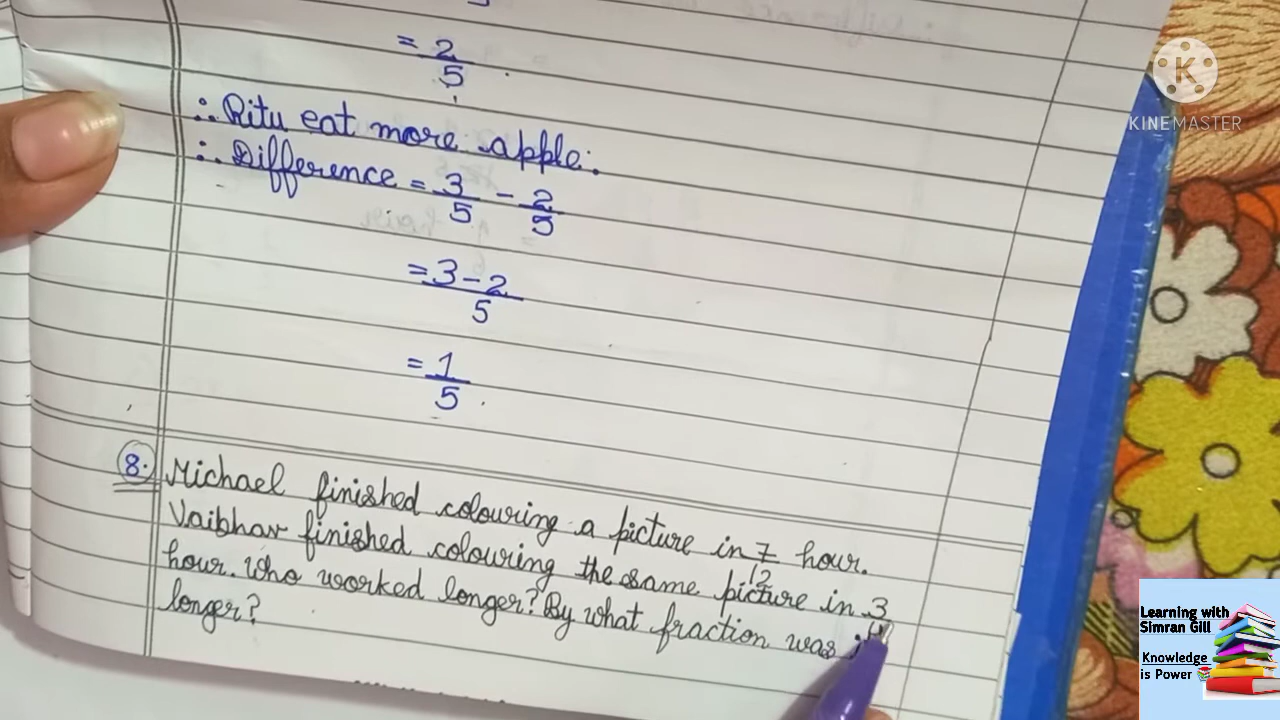 = 2/5
∴ Ritu eat more apple.
∴ Difference = 3/5 - 2/5
= 3-2/5
= 1/5
8. Michael finished colouring a picture in 7/12 hour.
Vaibhav finished colouring the same picture in 3/4
hour. Who worked longer? By what fraction was
longer?
K
KINEMASTER
Learning with
Simran Gill
Knowledge
is Power